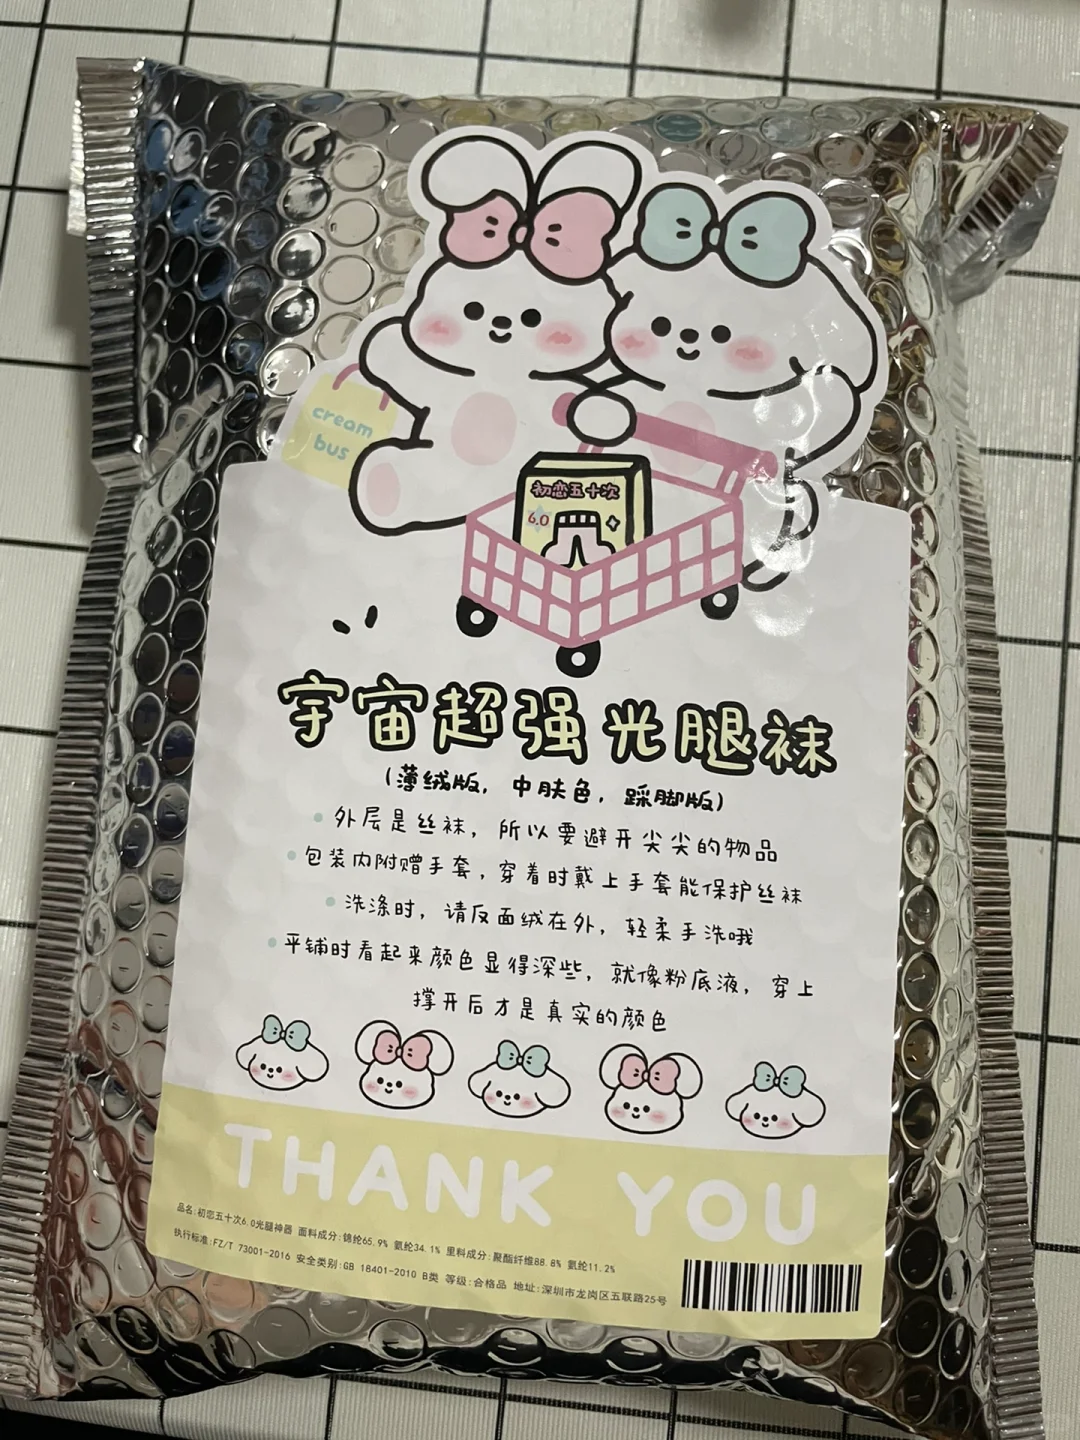 cream
bus
初恋五十次
6.0
宇宙超强光腿袜
(薄绒版,中肤色,踩脚版)
外层是丝袜,所以要避开尖尖的物品
包装内附赠手套,穿着时戴上手套能保护丝袜
洗涤时,请反面绒在外,轻柔手洗哦
平铺时看起来颜色显得深些,就像粉底液,穿上
撑开后才是真实的颜色
THANK YOU
品名:初恋五十次6.0光腿神器 面料成分:锦纶65.9% 氨纶34.1% 里料成分:聚酯纤维88.8% 氨纶11.2%
执行标准:FZ/T 73001-2016 安全类别:GB 18401-2010 B类 等级:合格品 地址:深圳市龙岗区五联路25号